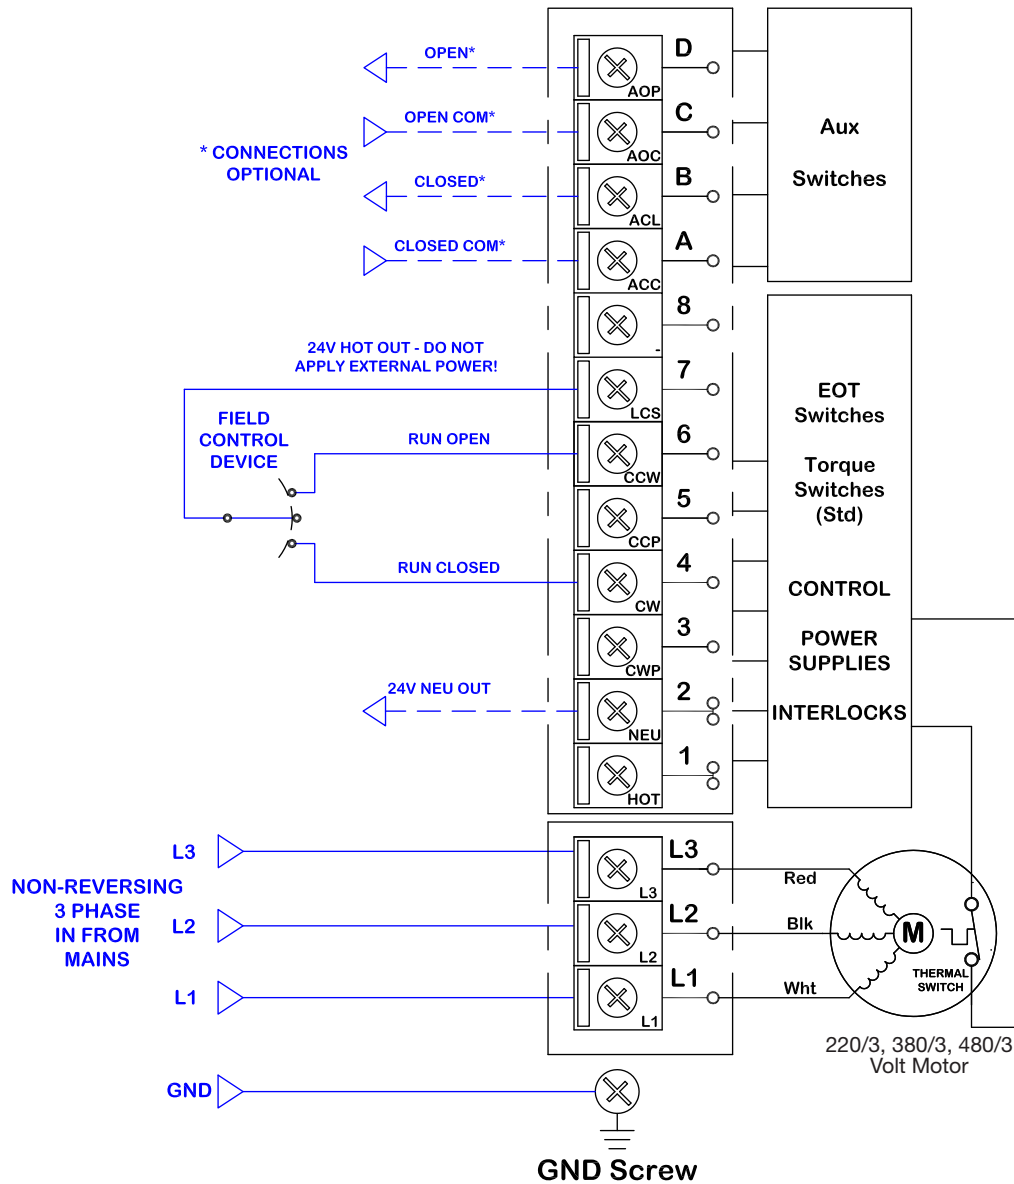 OPEN*
D
AOP
OPEN COM*
C
AOC
* CONNECTIONS
OPTIONAL
CLOSED*
B
ACL
CLOSED COM*
A
ACC
Aux
Switches
8
-
24V HOT OUT - DO NOT
APPLY EXTERNAL POWER!
7
LCS
FIELD
CONTROL
DEVICE
RUN OPEN
6
CCW
5
CCP
RUN CLOSED
4
CW
3
CWP
24V NEU OUT
2
NEU
1
HOT
EOT
Switches
Torque
Switches
(Std)
CONTROL
POWER
SUPPLIES
INTERLOCKS
NON-REVERSING
3 PHASE
IN FROM
MAINS
L3
L3
L3
Red
L2
L2
L2
Blk
L1
L1
L1
Wht
M
THERMAL
SWITCH
220/3, 380/3, 480/3
Volt Motor
GND
GND Screw